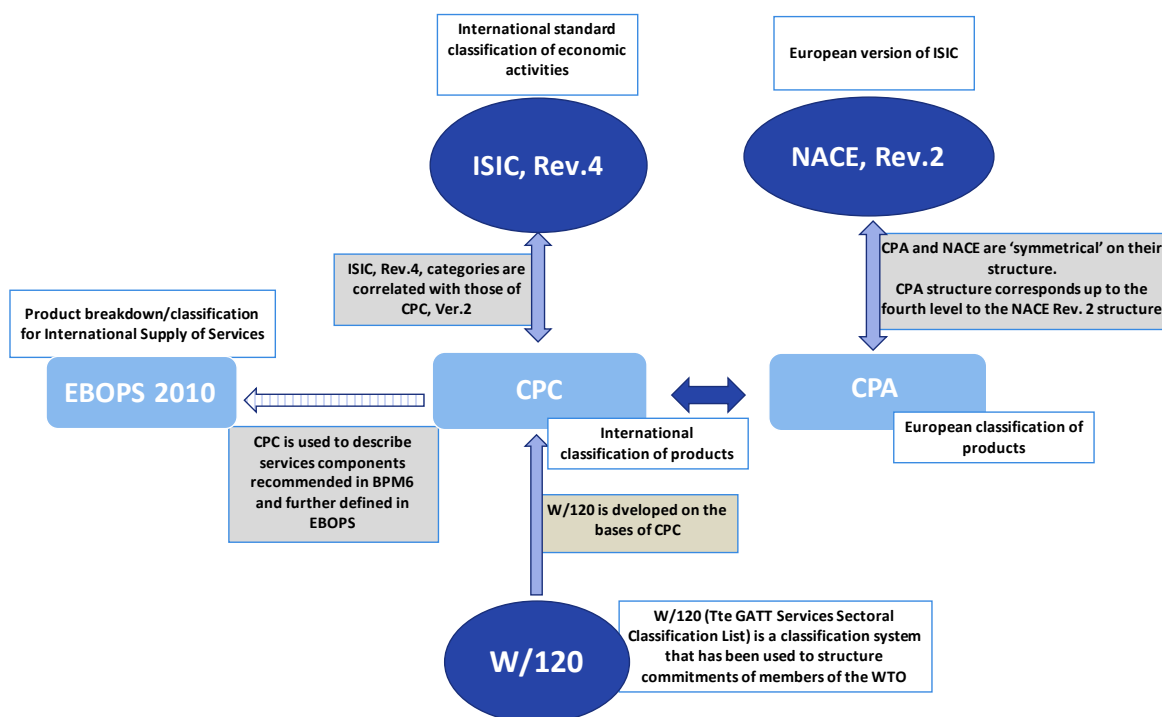 International standard
classification of economic
activities
European version of ISIC
ISIC, Rev.4
NACE, Rev.2
ISIC, Rev.4, categories are
correlated with those of
CPC, Ver.2
CPA and NACE are ‘symmetrical’ on their
structure.
CPA structure corresponds up to the
fourth level to the NACE Rev. 2 structure
Product breakdown/classification
for International Supply of Services
EBOPS 2010
CPC
CPA
International
classification of products
European classification of
products
CPC is used to describe
services components
recommended in BPM6
and further defined in
EBOPS
W/120 is dveloped on the
bases of CPC
W/120
W/120 (Tte GATT Services Sectoral
Classification List) is a classification system
that has been used to structure
commitments of members of the WTO